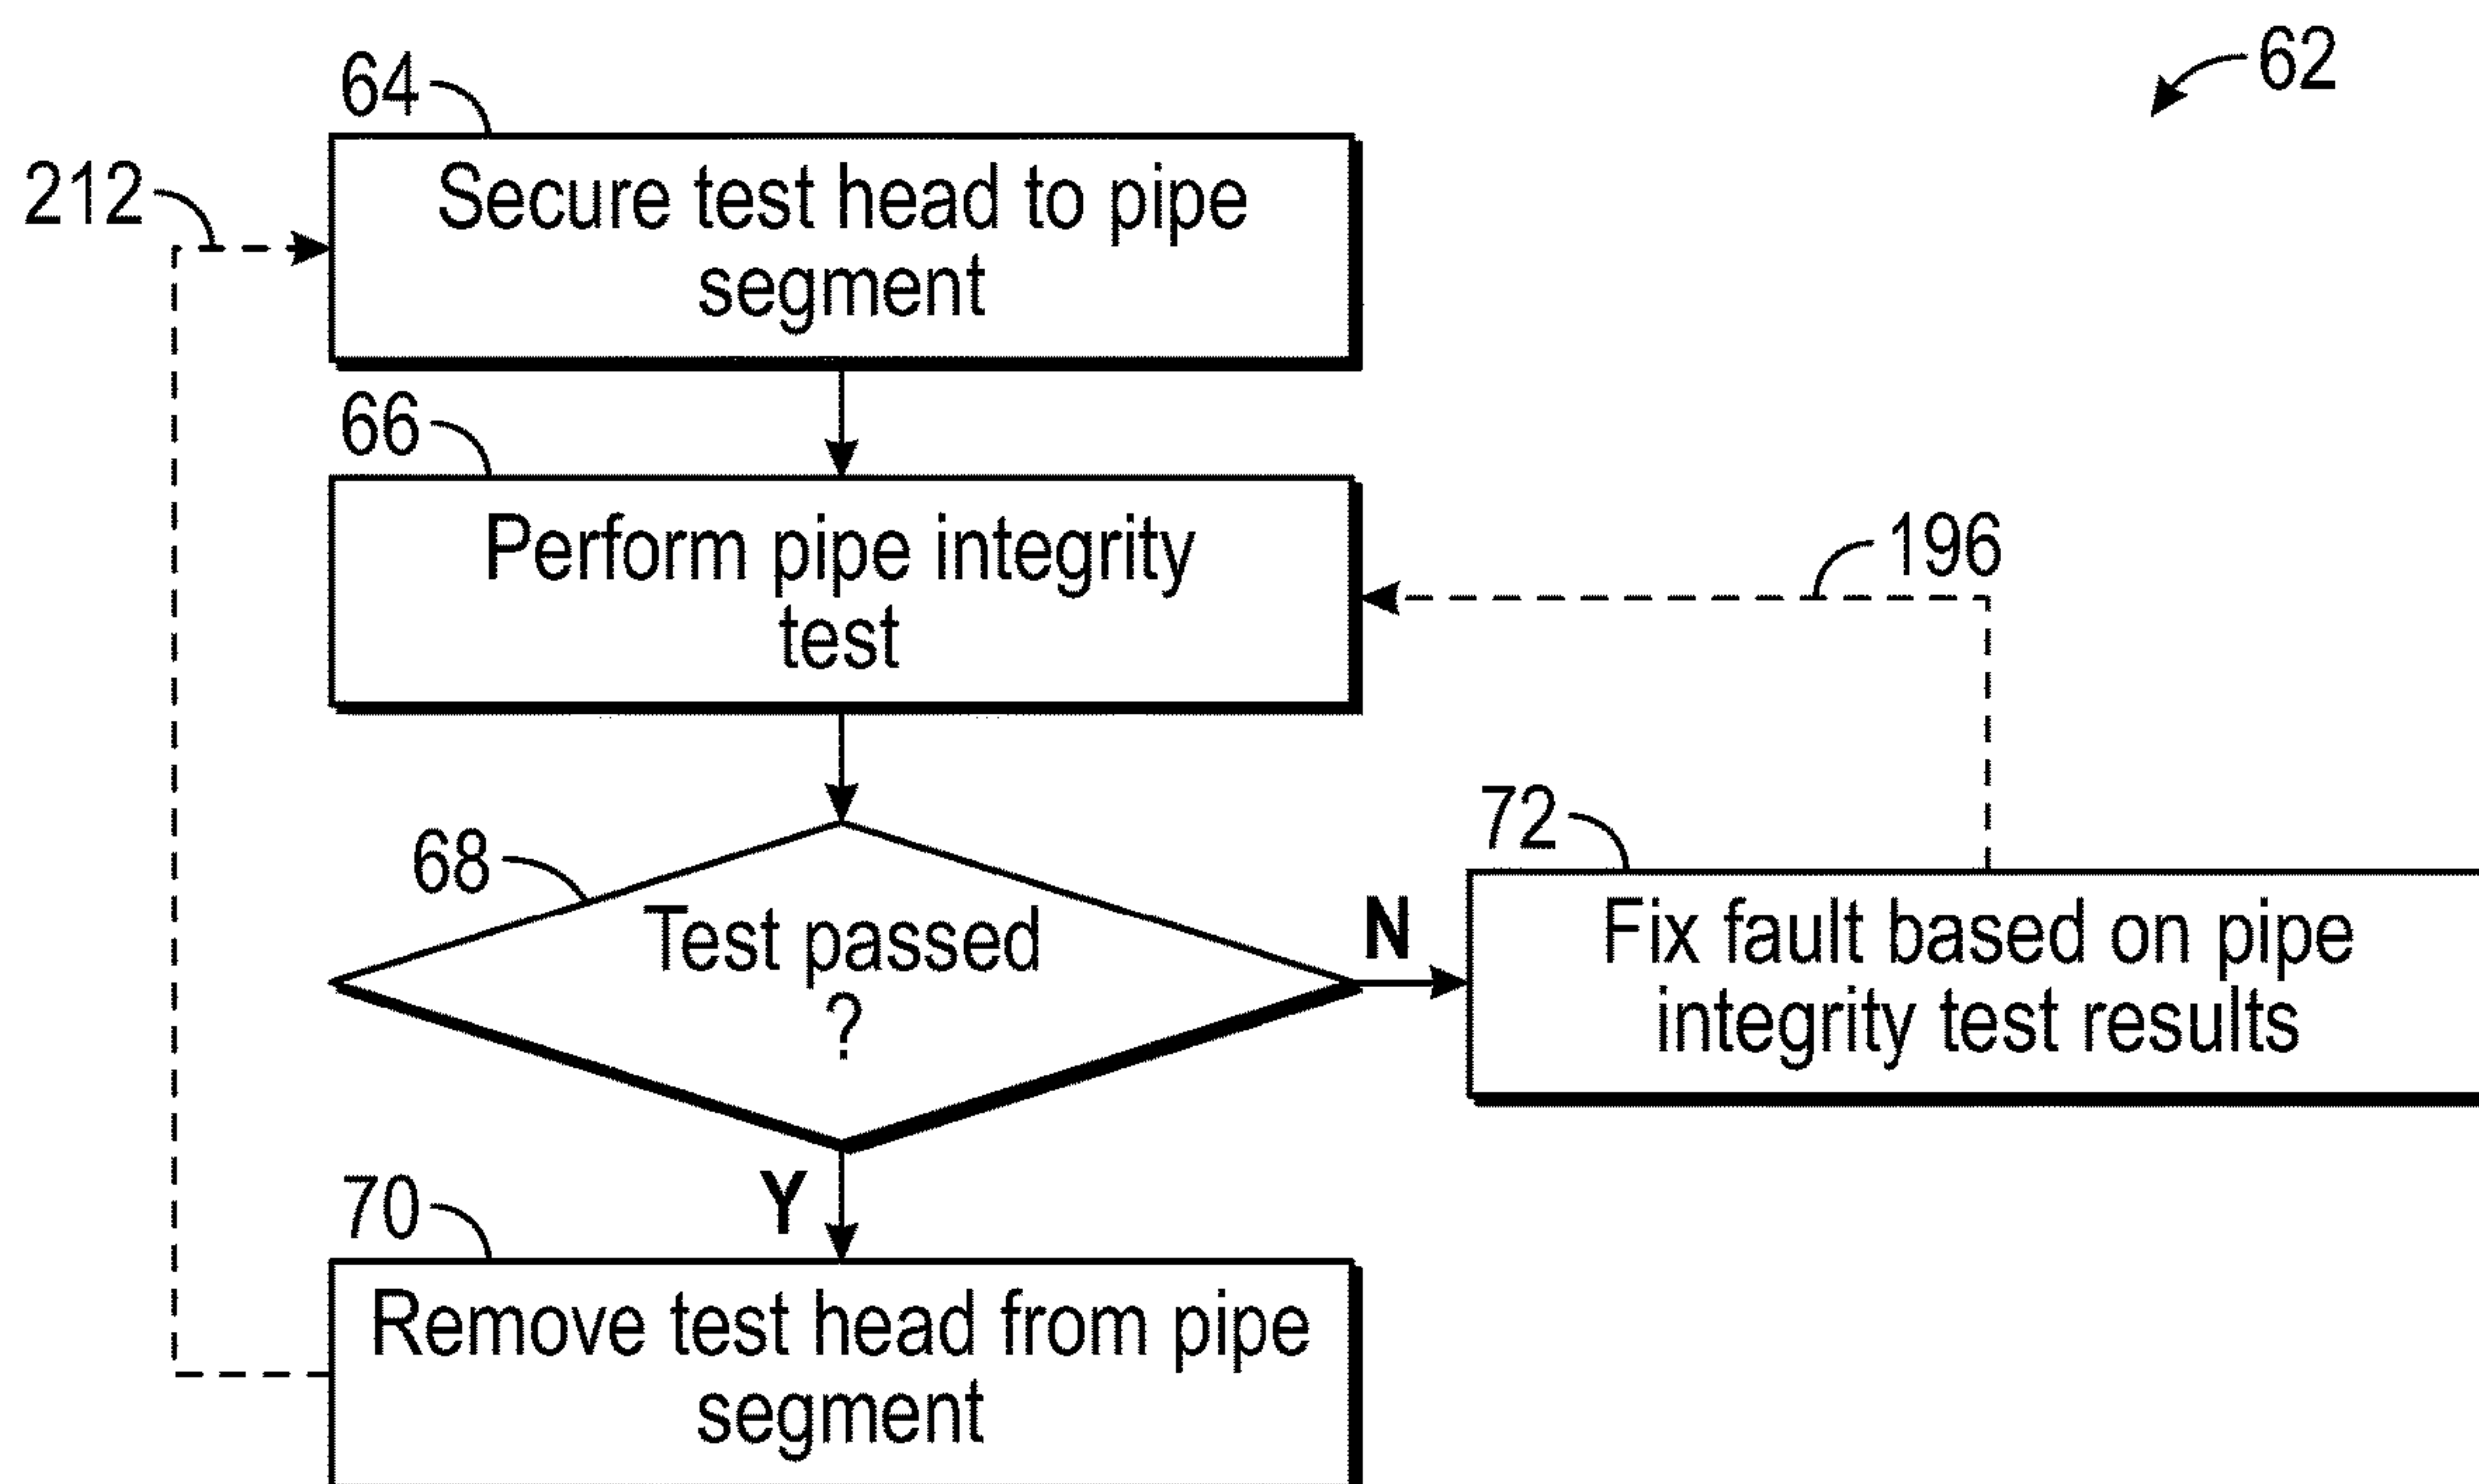 62
64
212
Secure test head to pipe
segment
66
Perform pipe integrity
test
196
68
Test passed
?
N
72
Fix fault based on pipe
integrity test results
Y
70
Remove test head from pipe
segment